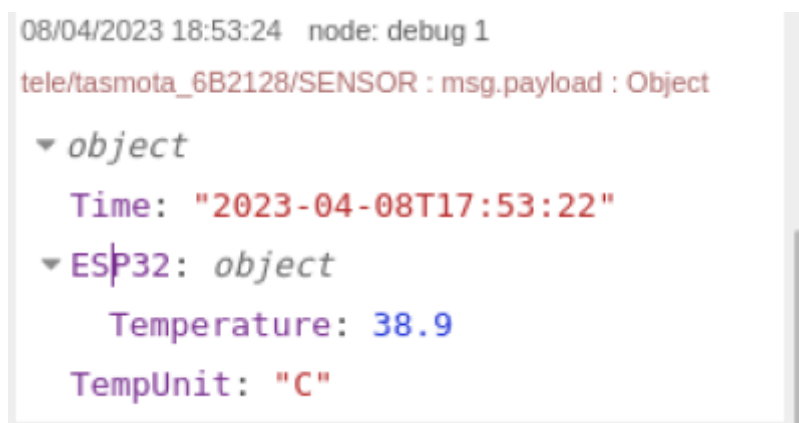 08/04/2023 18:53:24 node: debug 1
tele/tasmota_6B2128/SENSOR : msg.payload : Object
object
Time: "2023-04-08T17:53:22"
ESP32: object
Temperature: 38.9
TempUnit: "C"